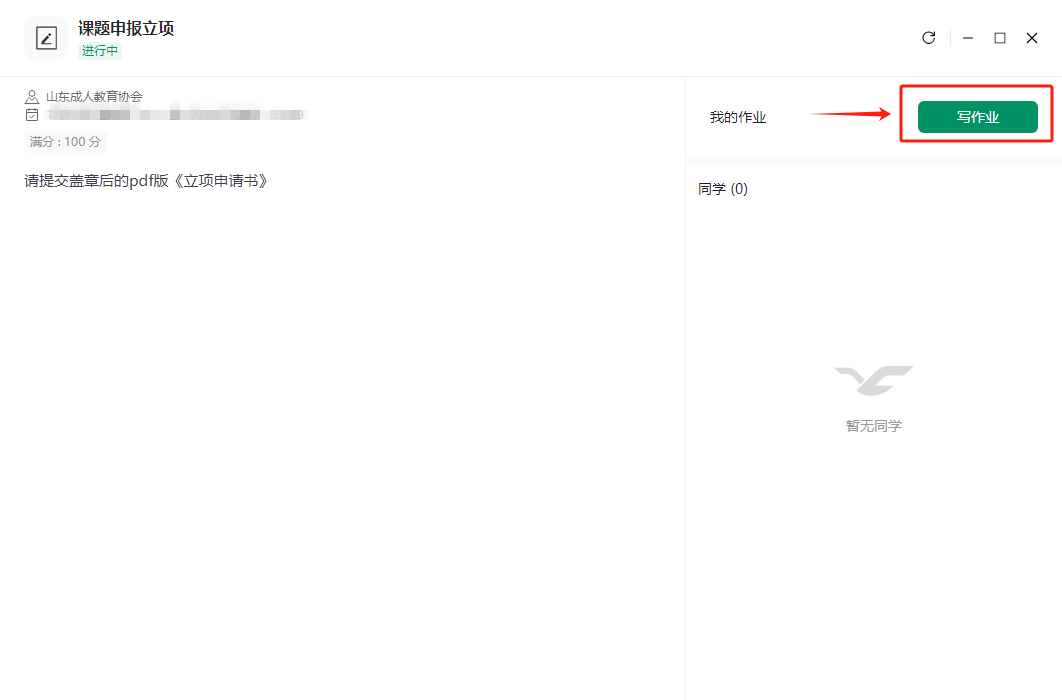 课题申报立项
进行中
山东成人教育协会
满分 : 100 分
请提交盖章后的pdf版《立项申请书》
我的作业
写作业
同学 (0)
暂无同学